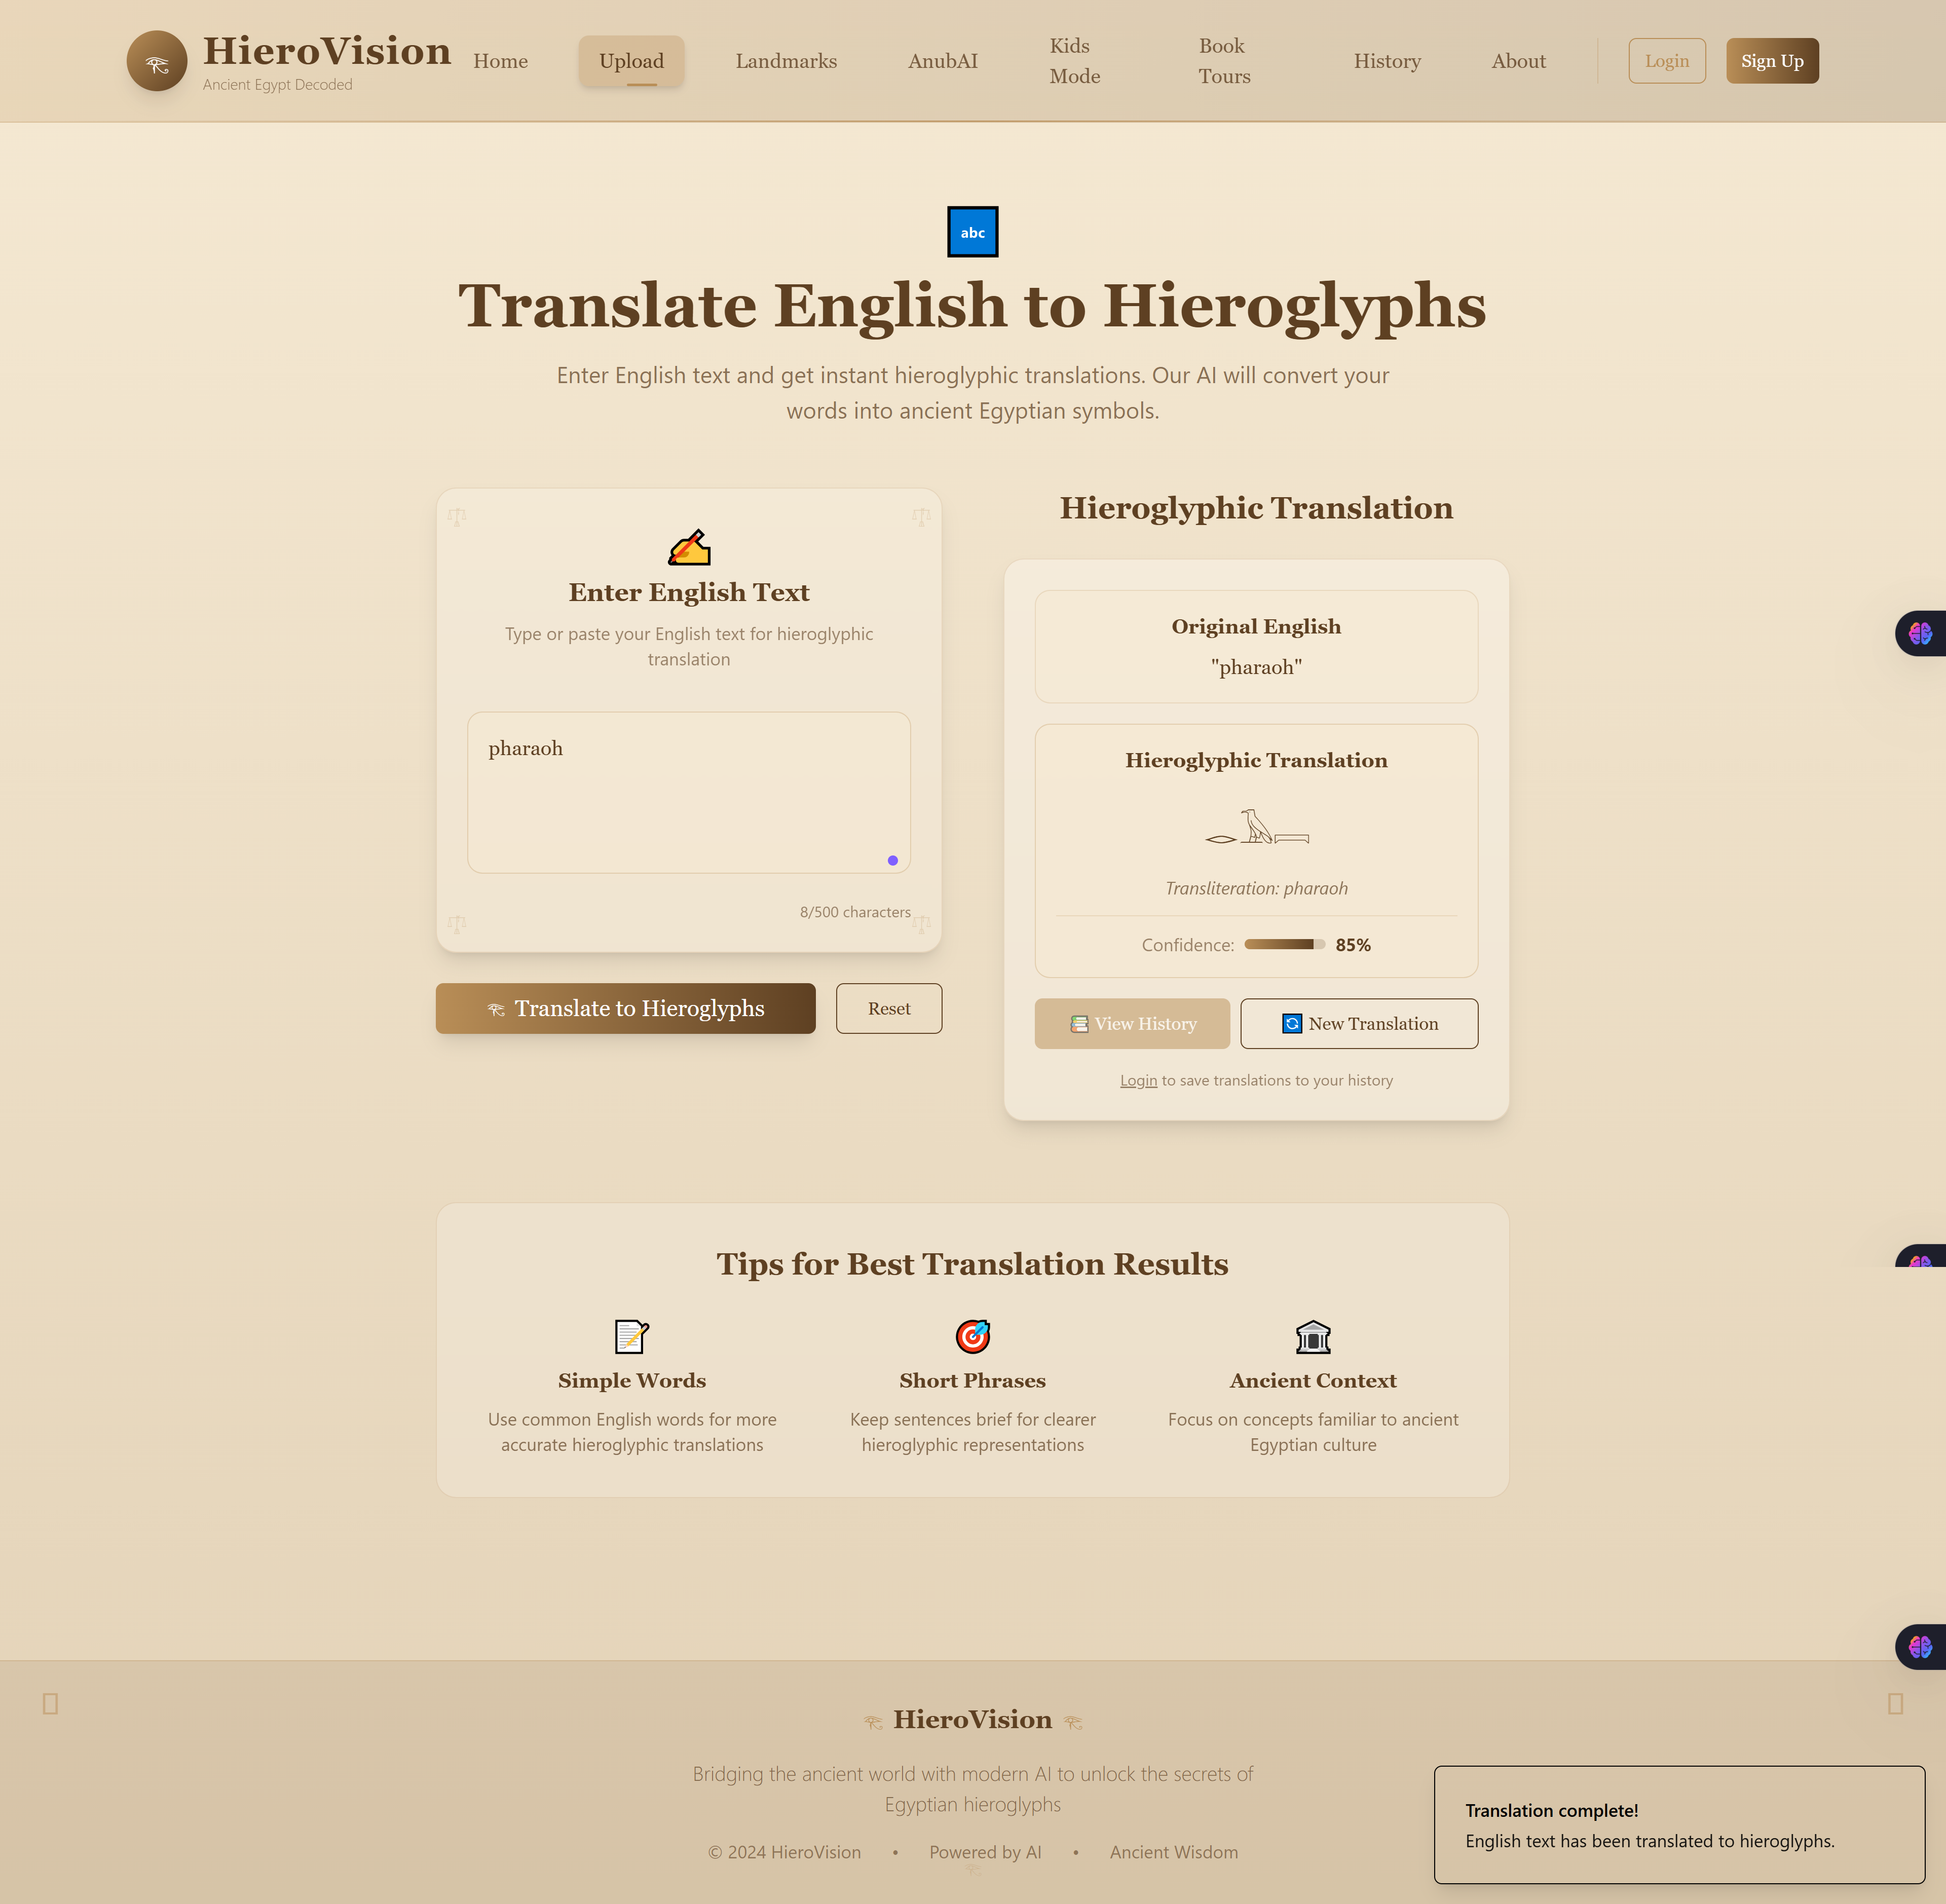 HieroVision
Ancient Egypt Decoded
Home
Upload
Landmarks
AnubAI
Kids
Mode
Book
Tours
History
About
Login
Sign Up
abc
Translate English to Hieroglyphs
Enter English text and get instant hieroglyphic translations. Our AI will convert your
words into ancient Egyptian symbols.
Enter English Text
Type or paste your English text for hieroglyphic
translation
pharaoh
8/500 characters
Translate to Hieroglyphs
Reset
Hieroglyphic Translation
Original English
"pharaoh"
Hieroglyphic Translation
𓂋𓅃𓈙
Transliteration: pharaoh
Confidence: 85%
View History
New Translation
Login to save translations to your history
Tips for Best Translation Results
Simple Words
Use common English words for more
accurate hieroglyphic translations
Short Phrases
Keep sentences brief for clearer
hieroglyphic representations
Ancient Context
Focus on concepts familiar to ancient
Egyptian culture
HieroVision
Bridging the ancient world with modern AI to unlock the secrets of
Egyptian hieroglyphs
© 2024 HieroVision • Powered by AI • Ancient Wisdom
Translation complete!
English text has been translated to hieroglyphs.